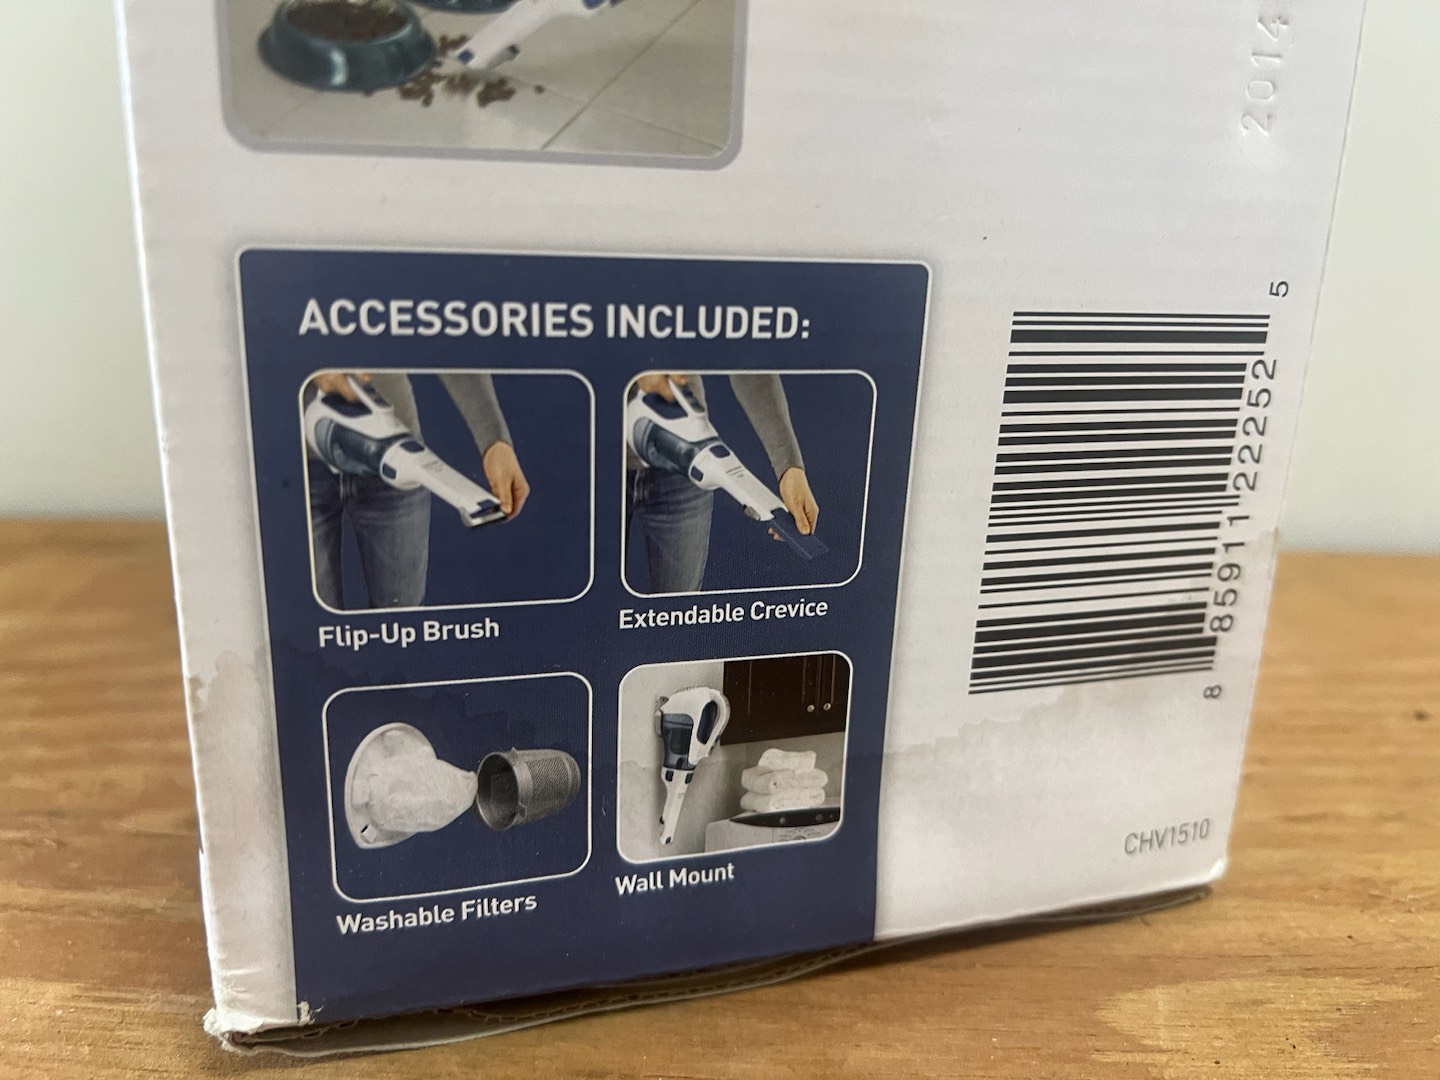 2014
ACCESSORIES INCLUDED:
Flip-Up Brush
Extendable Crevice
Washable Filters
Wall Mount
8 85911 22252 5
CHV1510